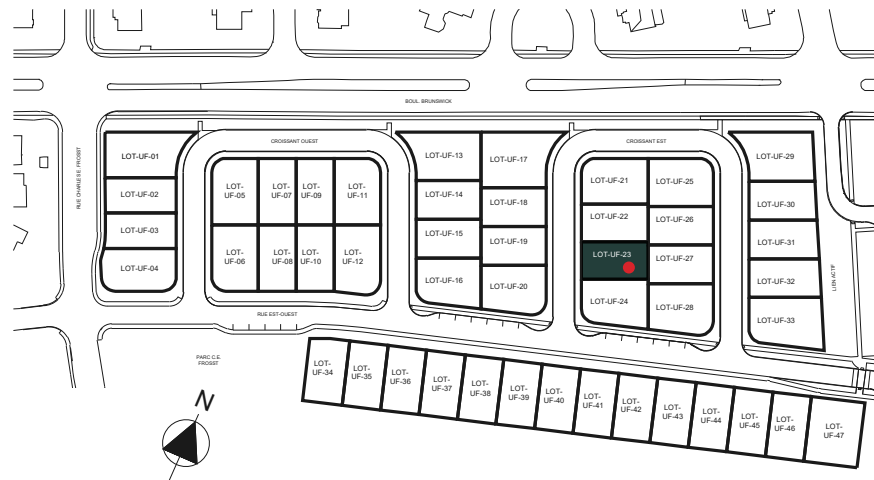 BOUL. BRUNSWICK
RUE CHARLES E. FROSST
CROISSANT OUEST
CROISSANT EST
LOT-UF-01
LOT-UF-02
LOT-UF-03
LOT-UF-04
LOT-
UF-05
LOT-
UF-07
LOT-
UF-09
LOT-
UF-11
LOT-
UF-06
LOT-
UF-08
LOT-
UF-10
LOT-
UF-12
LOT-UF-13
LOT-UF-14
LOT-UF-15
LOT-UF-16
LOT-UF-17
LOT-UF-18
LOT-UF-19
LOT-UF-20
LOT-UF-21
LOT-UF-22
LOT-UF-23
LOT-UF-24
LOT-UF-25
LOT-UF-26
LOT-UF-27
LOT-UF-28
LOT-UF-29
LOT-UF-30
LOT-UF-31
LOT-UF-32
LOT-UF-33
LIEN ACTIF
RUE EST-OUEST
PARC C.E.
FROSST
LOT-
UF-34
LOT-
UF-35
LOT-
UF-36
LOT-
UF-37
LOT-
UF-38
LOT-
UF-39
LOT-
UF-40
LOT-
UF-41
LOT-
UF-42
LOT-
UF-43
LOT-
UF-44
LOT-
UF-45
LOT-
UF-46
LOT-
UF-47
N